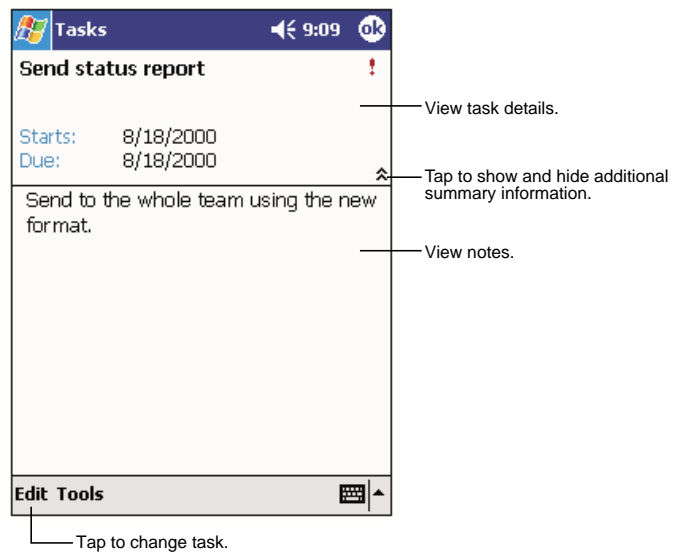 Tasks 9:09 ok
Send status report !
View task details.
Starts: 8/18/2000
Due: 8/18/2000
Tap to show and hide additional
summary information.
Send to the whole team using the new
format.
View notes.
Edit Tools
Tap to change task.